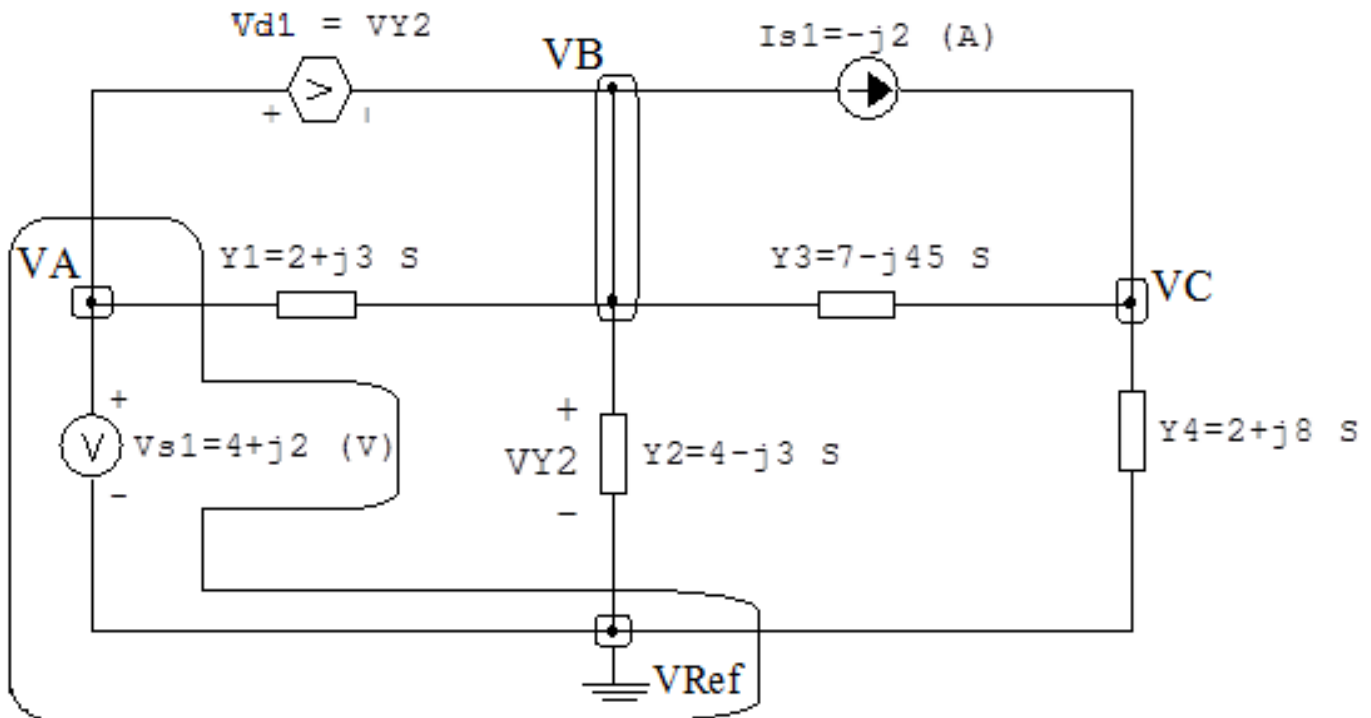 Vd1 = VY2
Is1=-j2 (A)
VB
+ -
VA
Y1=2+j3 S
Y3=7-j45 S
VC
+
V
Vs1=4+j2 (V)
-
+
VY2
-
Y2=4-j3 S
Y4=2+j8 S
VRef